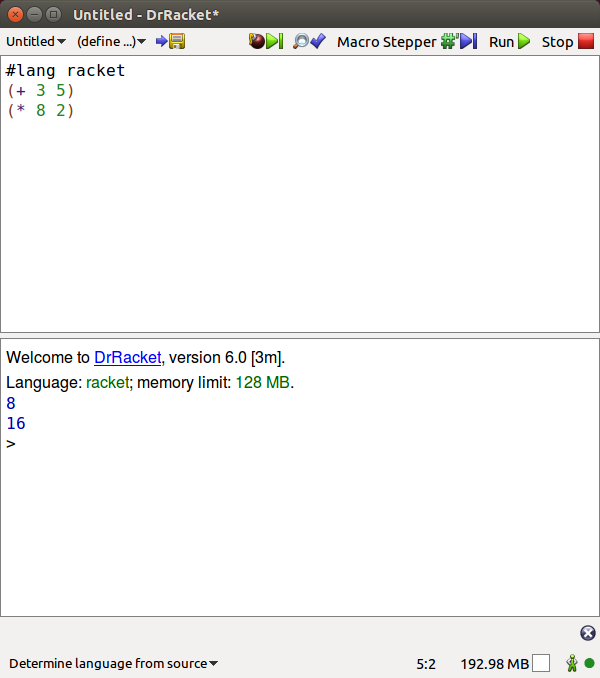 Untitled - DrRacket*
Untitled (define ...) Macro Stepper #' Run Stop
#lang racket
(+ 3 5)
(* 8 2)
Welcome to DrRacket, version 6.0 [3m].
Language: racket; memory limit: 128 MB.
8
16
>
Determine language from source 5:2 192.98 MB